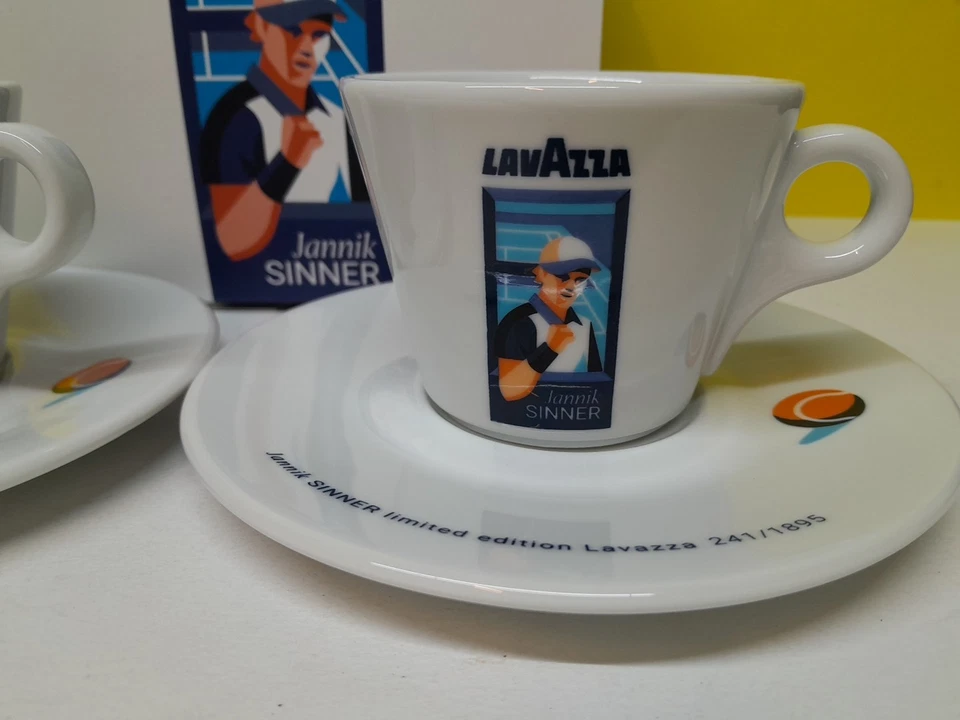 Jannik
SINNER
LAVAZZA
Jannik
SINNER
Jannik SINNER limited edition Lavazza 241/1895